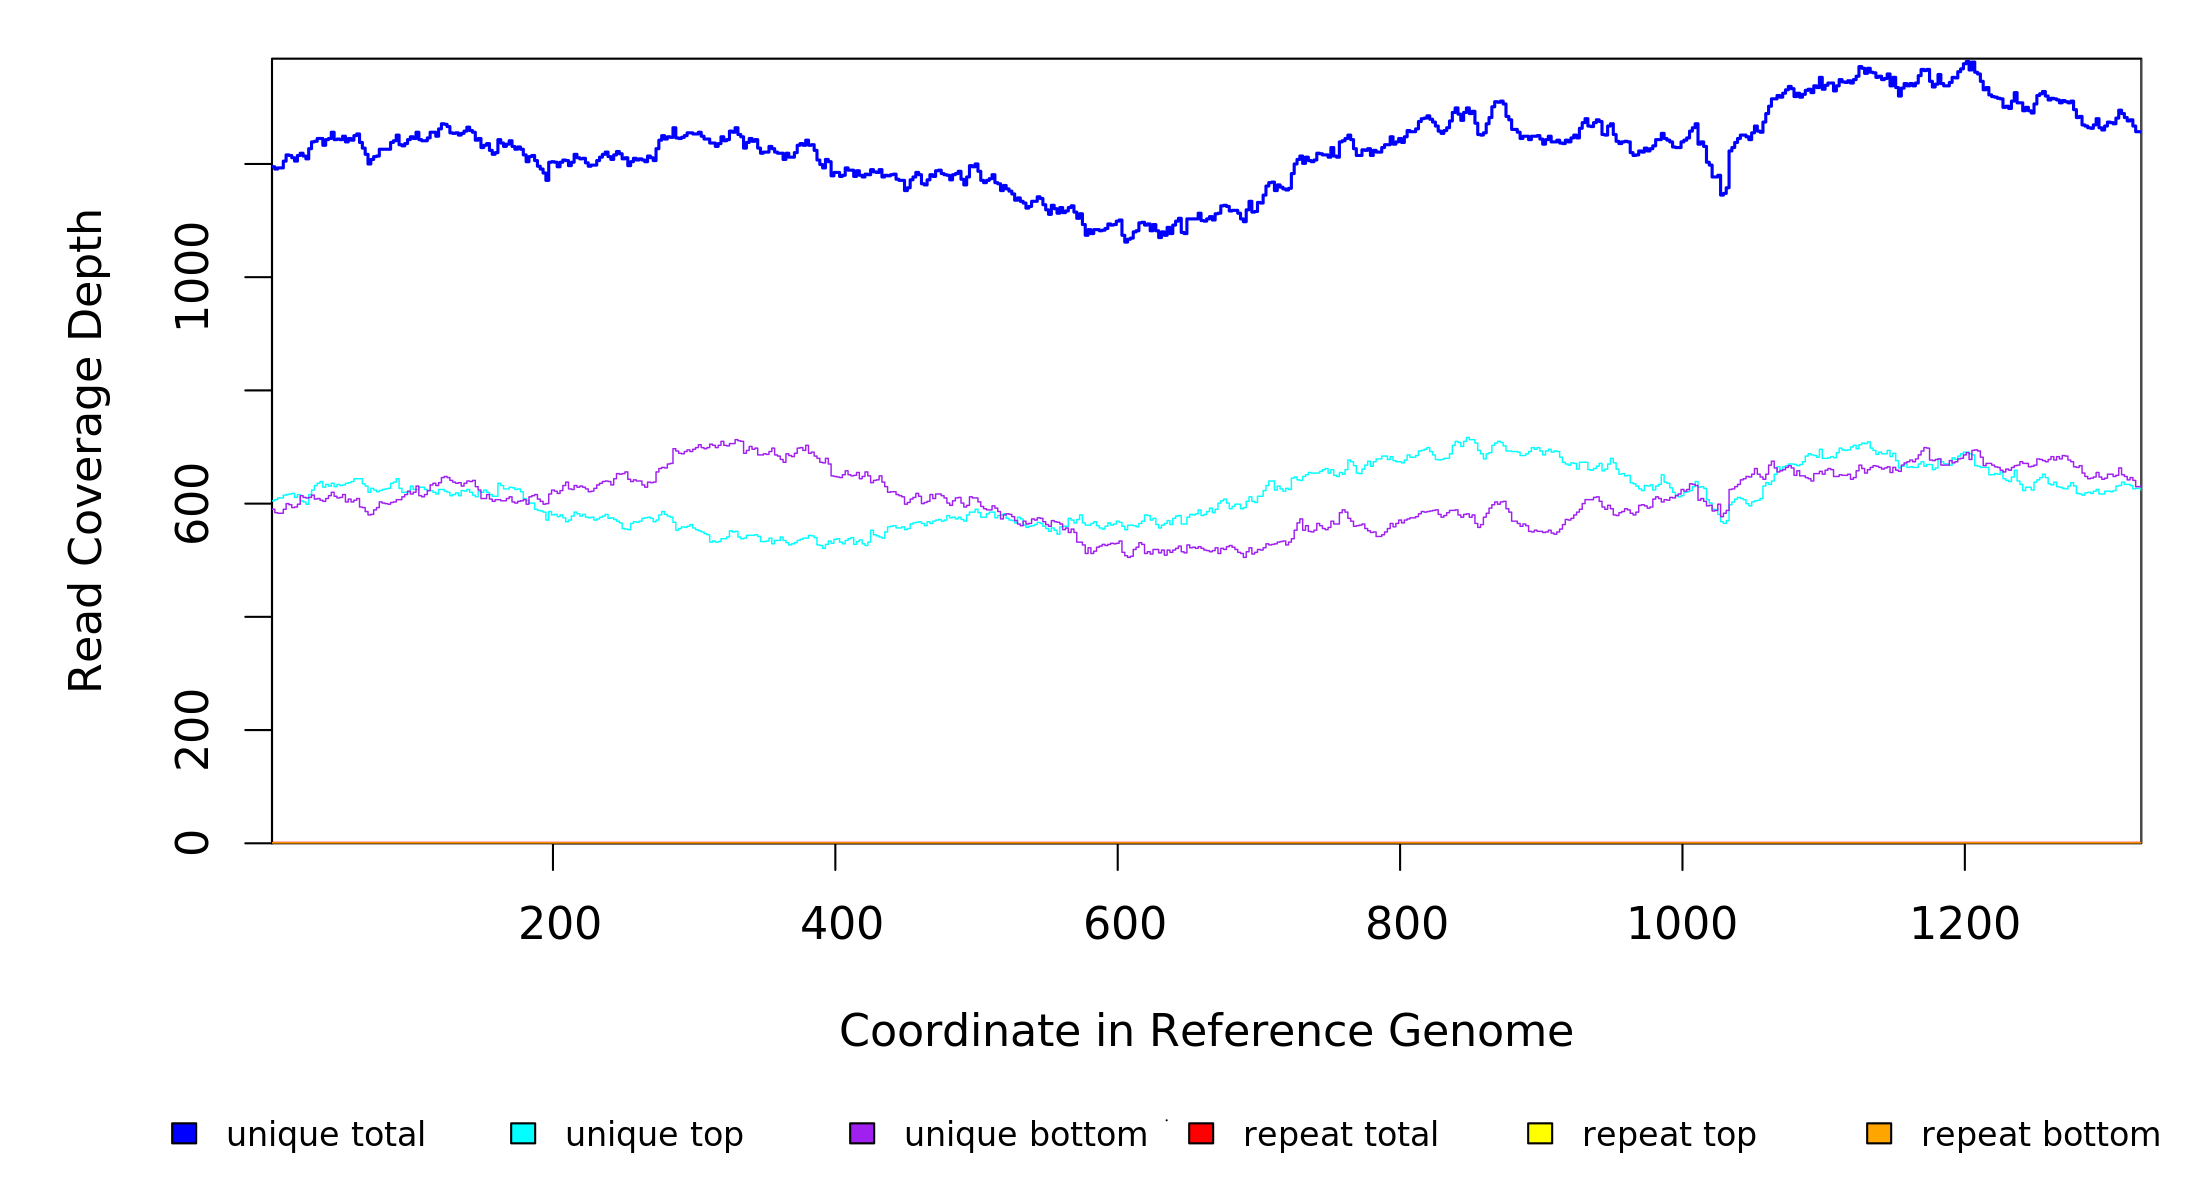 Read Coverage Depth
1000
600
200
0
200 400 600 800 1000 1200
Coordinate in Reference Genome
unique total unique top unique bottom repeat total repeat top repeat bottom